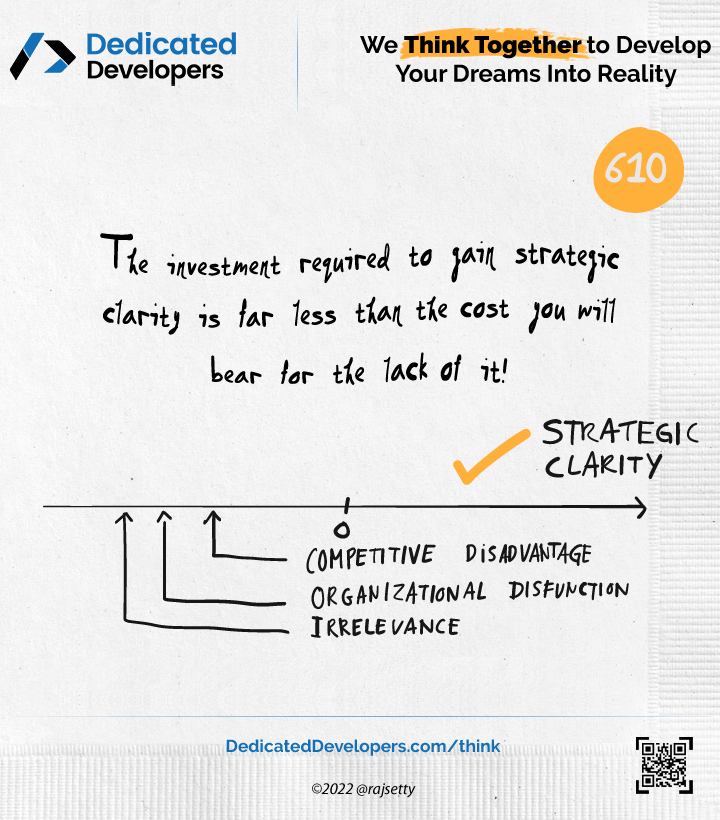 Dedicated
Developers
We Think Together to Develop
Your Dreams Into Reality
610
The investment required to gain strategic
clarity is far less than the cost you will
bear for the lack of it!
STRATEGIC
CLARITY
0
COMPETITIVE DISADVANTAGE
ORGANIZATIONAL DISFUNCTION
IRRELEVANCE
DedicatedDevelopers.com/think
©2022 @rajsetty